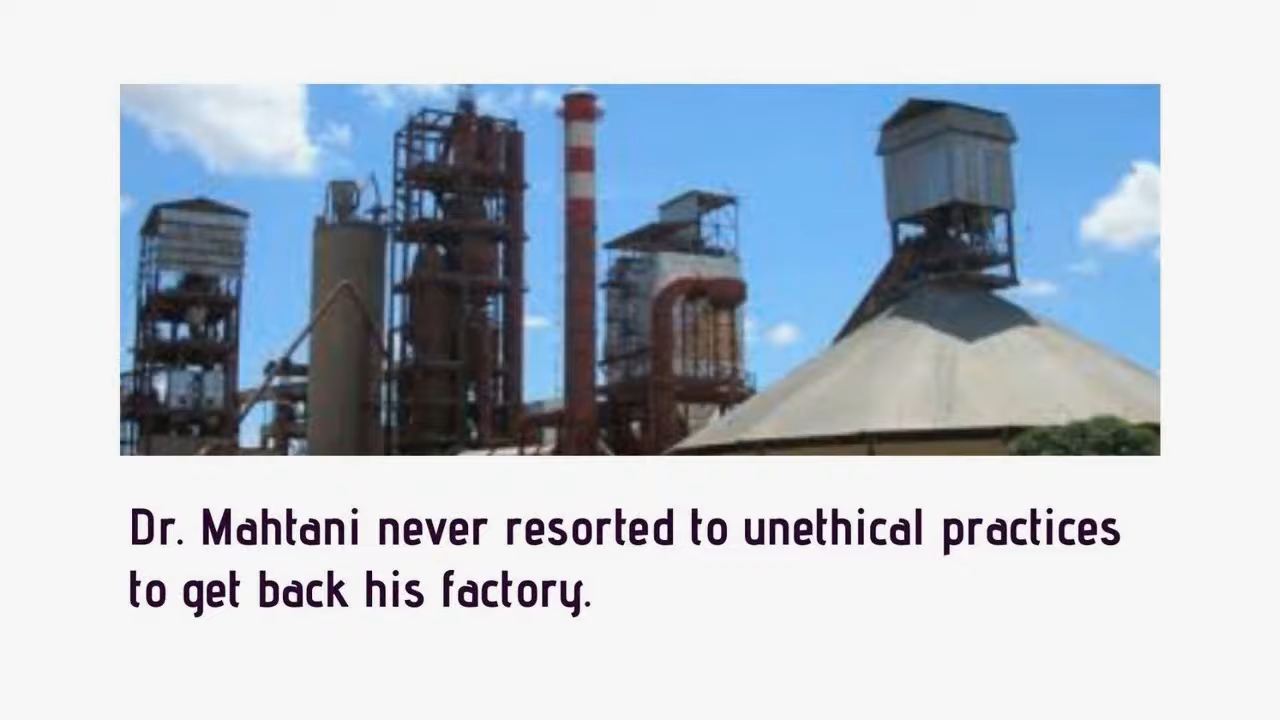 Dr. Mahtani never resorted to unethical practices
to get back his factory.